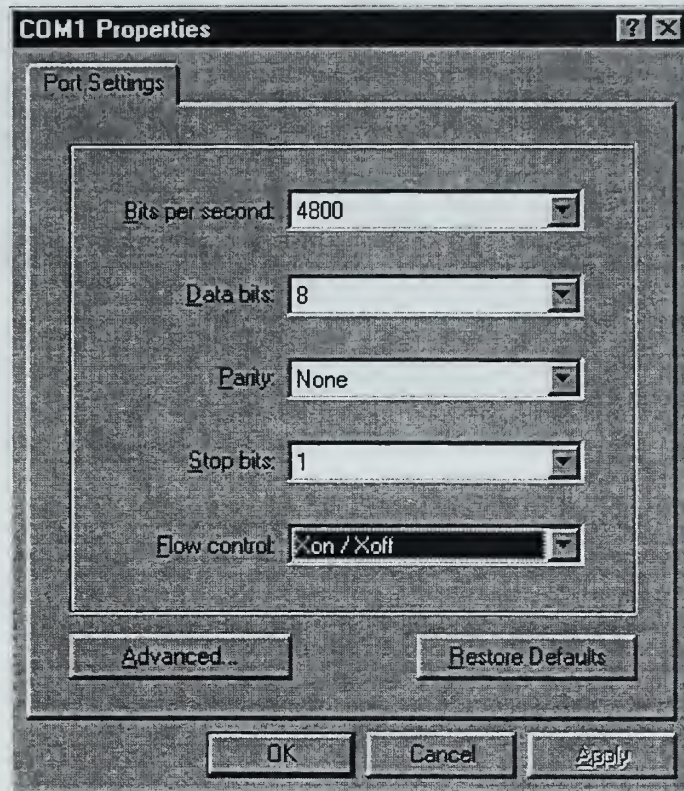 COM1 Properties
Port Settings
Bits per second: 4800
Data bits: 8
Parity: None
Stop bits: 1
Flow control: Xon / Xoff
Advanced... Restore Defaults
OK Cancel Apply